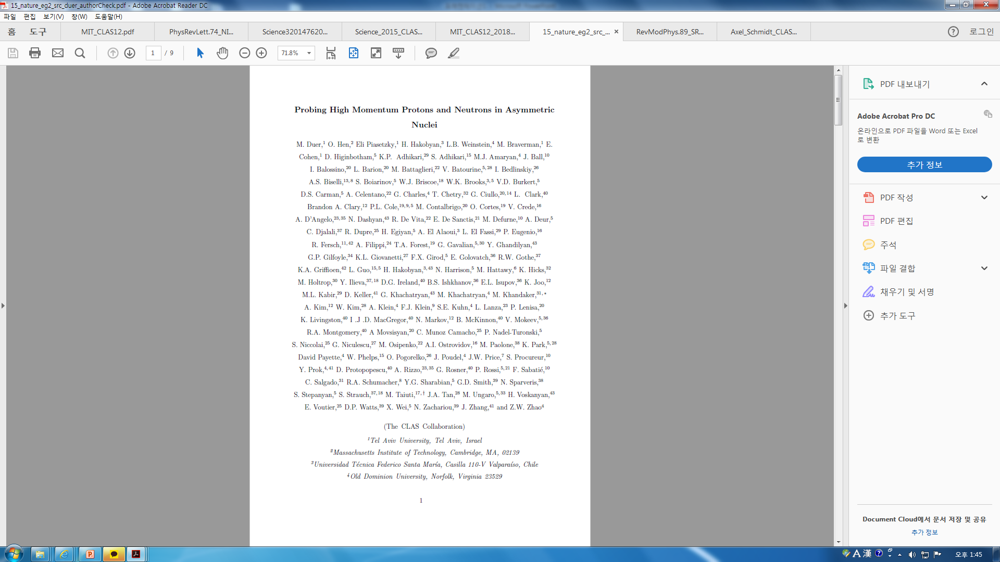 15_nature_eg2_src_duer_authorCheck.pdf - Adobe Acrobat Reader DC
파일 편집 보기(V) 창(W) 도움말(H)
홈 도구 MIT_CLAS12.pdf PhysRevLett.74_NI... Science320147620... Science_2015_CLAS... MIT_CLAS12_2018... 15_nature_eg2_src_... × RevModPhys.89_SR... Axel_Schmidt_CLAS... 로그인
1 / 9 71.8%
Probing High Momentum Protons and Neutrons in Asymmetric
Nuclei
M. Duer,¹ O. Hen,² Eli Piasetzky,¹ H. Hakobyan,³ L.B. Weinstein,⁴ M. Braverman,¹ E.
Cohen,¹ D. Higinbotham,⁵ K.P. Adhikari,²⁹ S. Adhikari,¹⁵ M.J. Amaryan,⁴ J. Ball,¹⁰
I. Balossino,²⁰ L. Barion,²⁰ M. Battaglieri,²² V. Batourine,⁵,²⁸ I. Bedlinskiy,²⁶
A.S. Biselli,¹³,⁸ S. Boiarinov,⁵ W.J. Briscoe,¹⁸ W.K. Brooks,³,⁵ V.D. Burkert,⁵
D.S. Carman,⁵ A. Celentano,²² G. Charles,⁴ T. Chetry,³² G. Ciullo,²⁰,¹⁴ L. Clark,⁴⁰
Brandon A. Clary,¹² P.L. Cole,¹⁹,⁹,⁵ M. Contalbrigo,²⁰ O. Cortes,¹⁹ V. Crede,¹⁶
A. D'Angelo,²³,³⁵ N. Dashyan,⁴³ R. De Vita,²² E. De Sanctis,²¹ M. Defurne,¹⁰ A. Deur,⁵
C. Djalali,³⁷ R. Dupre,²⁵ H. Egiyan,⁵ A. El Alaoui,³ L. El Fassi,²⁹ P. Eugenio,¹⁶
R. Fersch,¹¹,⁴² A. Filippi,²⁴ T.A. Forest,¹⁹ G. Gavalian,⁵,³⁰ Y. Ghandilyan,⁴³
G.P. Gilfoyle,³⁴ K.L. Giovanetti,²⁷ F.X. Girod,⁵ E. Golovatch,³⁶ R.W. Gothe,³⁷
K.A. Griffioen,⁴² L. Guo,¹⁵,⁵ H. Hakobyan,³,⁴³ N. Harrison,⁵ M. Hattawy,⁶ K. Hicks,³²
M. Holtrop,³⁰ Y. Ilieva,³⁷,¹⁸ D.G. Ireland,⁴⁰ B.S. Ishkhanov,³⁶ E.L. Isupov,³⁶ K. Joo,¹²
M.L. Kabir,²⁹ D. Keller,⁴¹ G. Khachatryan,⁴³ M. Khachatryan,⁴ M. Khandaker,³¹,*
A. Kim,¹² W. Kim,²⁸ A. Klein,⁴ F.J. Klein,⁹ S.E. Kuhn,⁴ L. Lanza,²³ P. Lenisa,²⁰
K. Livingston,⁴⁰ I .J .D. MacGregor,⁴⁰ N. Markov,¹² B. McKinnon,⁴⁰ V. Mokeev,⁵,³⁶
R.A. Montgomery,⁴⁰ A Movsisyan,²⁰ C. Munoz Camacho,²⁵ P. Nadel-Turonski,⁵
S. Niccolai,²⁵ G. Niculescu,²⁷ M. Osipenko,²² A.I. Ostrovidov,¹⁶ M. Paolone,³⁸ K. Park,⁵,²⁸
David Payette,⁴ W. Phelps,¹⁵ O. Pogorelko,²⁶ J. Poudel,⁴ J.W. Price,⁷ S. Procureur,¹⁰
Y. Prok,⁴,⁴¹ D. Protopopescu,⁴⁰ A. Rizzo,²³,³⁵ G. Rosner,⁴⁰ P. Rossi,⁵,²¹ F. Sabatié,¹⁰
C. Salgado,³¹ R.A. Schumacher,⁸ Y.G. Sharabian,⁵ G.D. Smith,³⁹ N. Sparveris,³⁸
S. Stepanyan,⁵ S. Strauch,³⁷,¹⁸ M. Taiuti,¹⁷,† J.A. Tan,²⁸ M. Ungaro,⁵,³³ H. Voskanyan,⁴³
E. Voutier,²⁵ D.P. Watts,³⁹ X. Wei,⁵ N. Zachariou,³⁹ J. Zhang,⁴¹ and Z.W. Zhao⁴
(The CLAS Collaboration)
¹Tel Aviv University, Tel Aviv, Israel
²Massachusetts Institute of Technology, Cambridge, MA, 02139
³Universidad Técnica Federico Santa María, Casilla 110-V Valparaíso, Chile
⁴Old Dominion University, Norfolk, Virginia 23529
1
PDF 내보내기
Adobe Acrobat Pro DC
온라인으로 PDF 파일을 Word 또는 Excel
로 변환
추가 정보
PDF 작성
PDF 편집
주석
파일 결합
채우기 및 서명
추가 도구
Document Cloud에서 문서 저장 및 공유
추가 정보
A 漢
오후 1:45